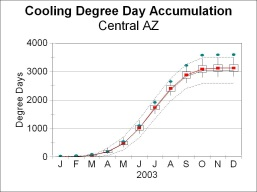 Cooling Degree Day Accumulation
Central AZ
Degree Days
4000
3000
2000
1000
0
J F M A M J J A S O N D
2003